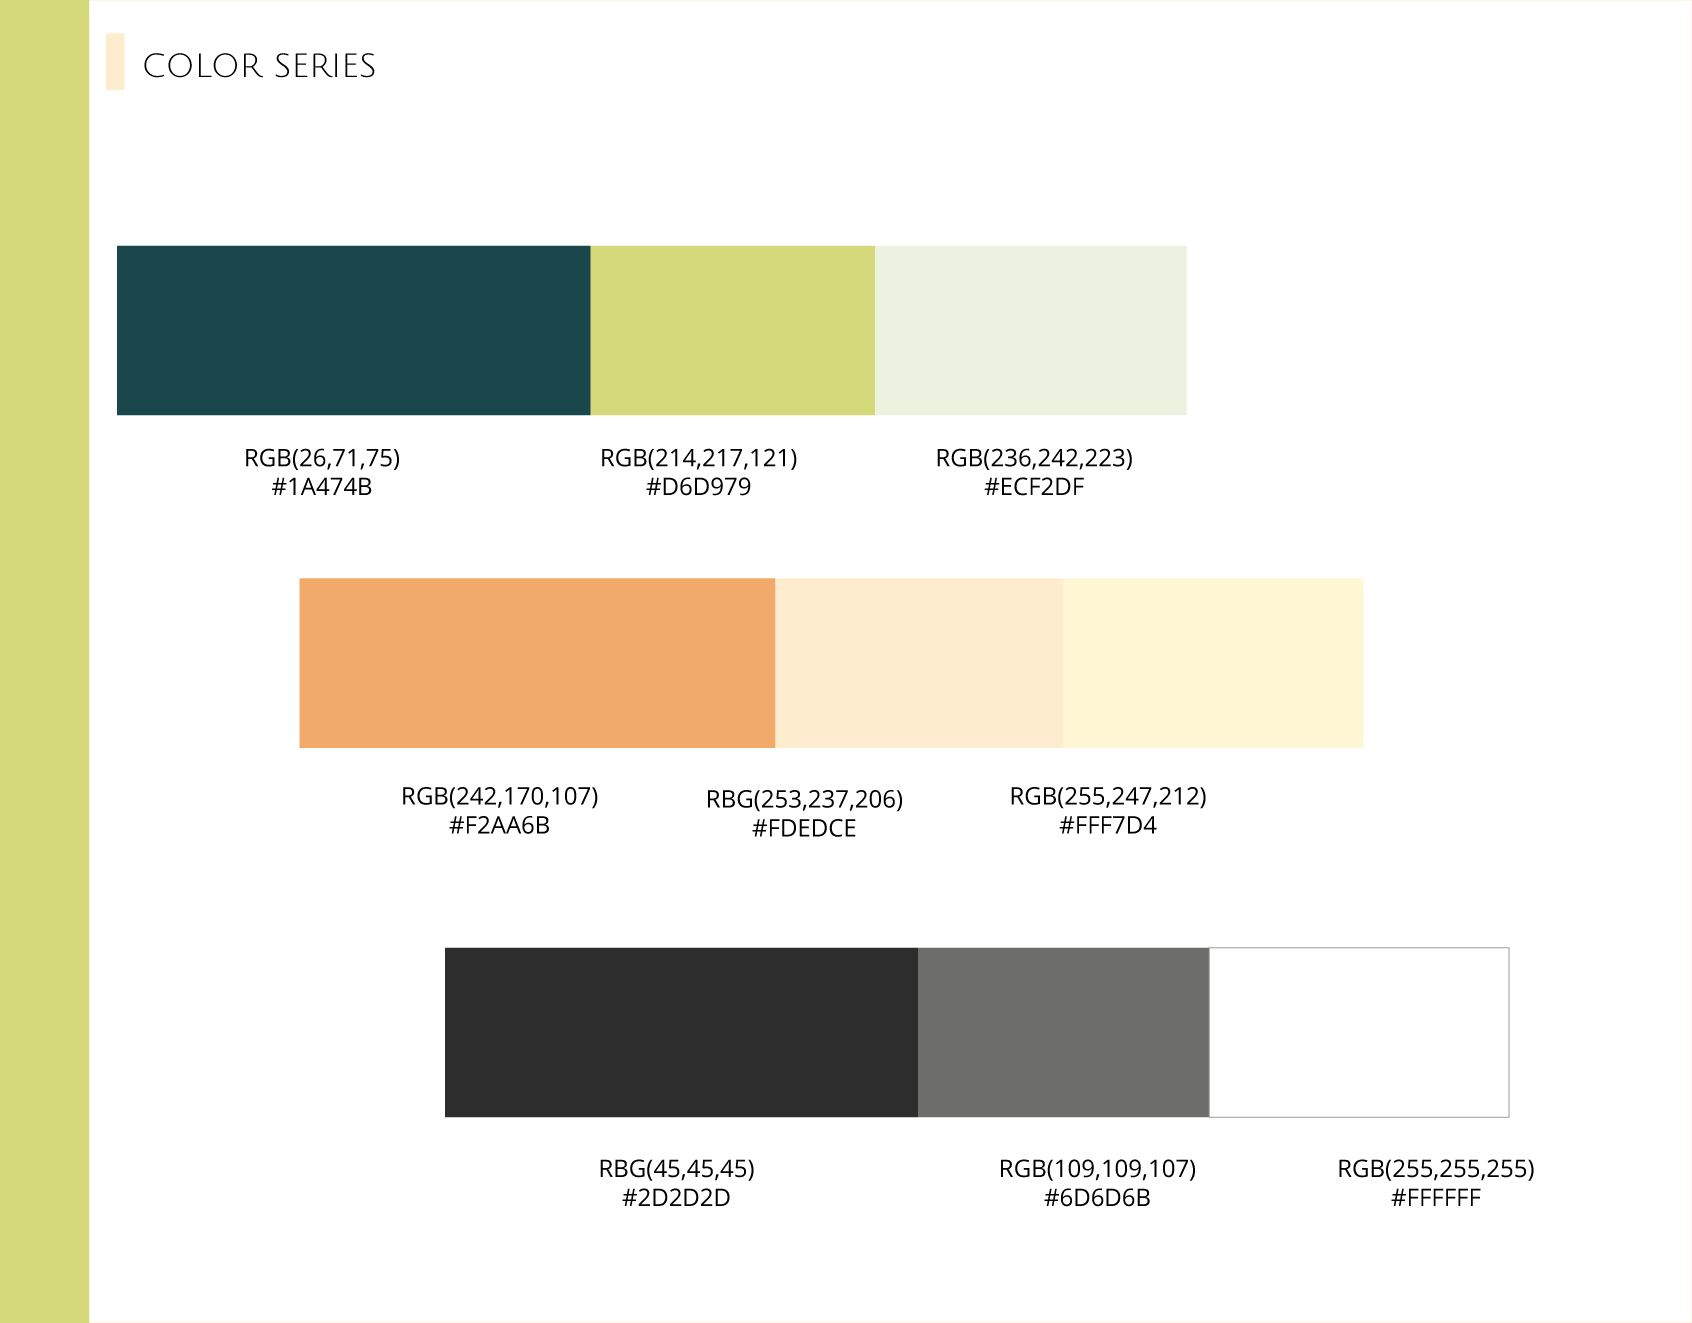 COLOR SERIES
RGB(26,71,75)
#1A474B
RGB(214,217,121)
#D6D979
RGB(236,242,223)
#ECF2DF
RGB(242,170,107)
#F2AA6B
RBG(253,237,206)
#FDEDCE
RGB(255,247,212)
#FFF7D4
RBG(45,45,45)
#2D2D2D
RGB(109,109,107)
#6D6D6B
RGB(255,255,255)
#FFFFFF